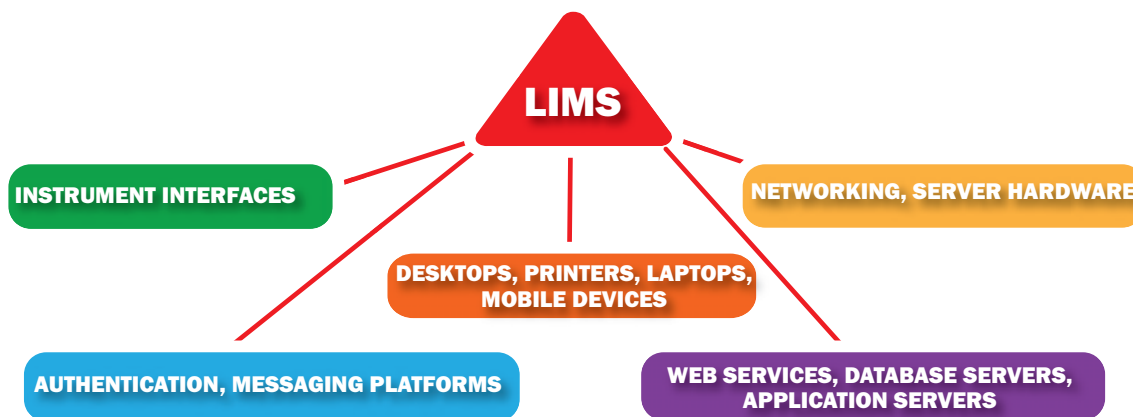 LIMS
INSTRUMENT INTERFACES
NETWORKING, SERVER HARDWARE
DESKTOPS, PRINTERS, LAPTOPS,
MOBILE DEVICES
AUTHENTICATION, MESSAGING PLATFORMS
WEB SERVICES, DATABASE SERVERS,
APPLICATION SERVERS